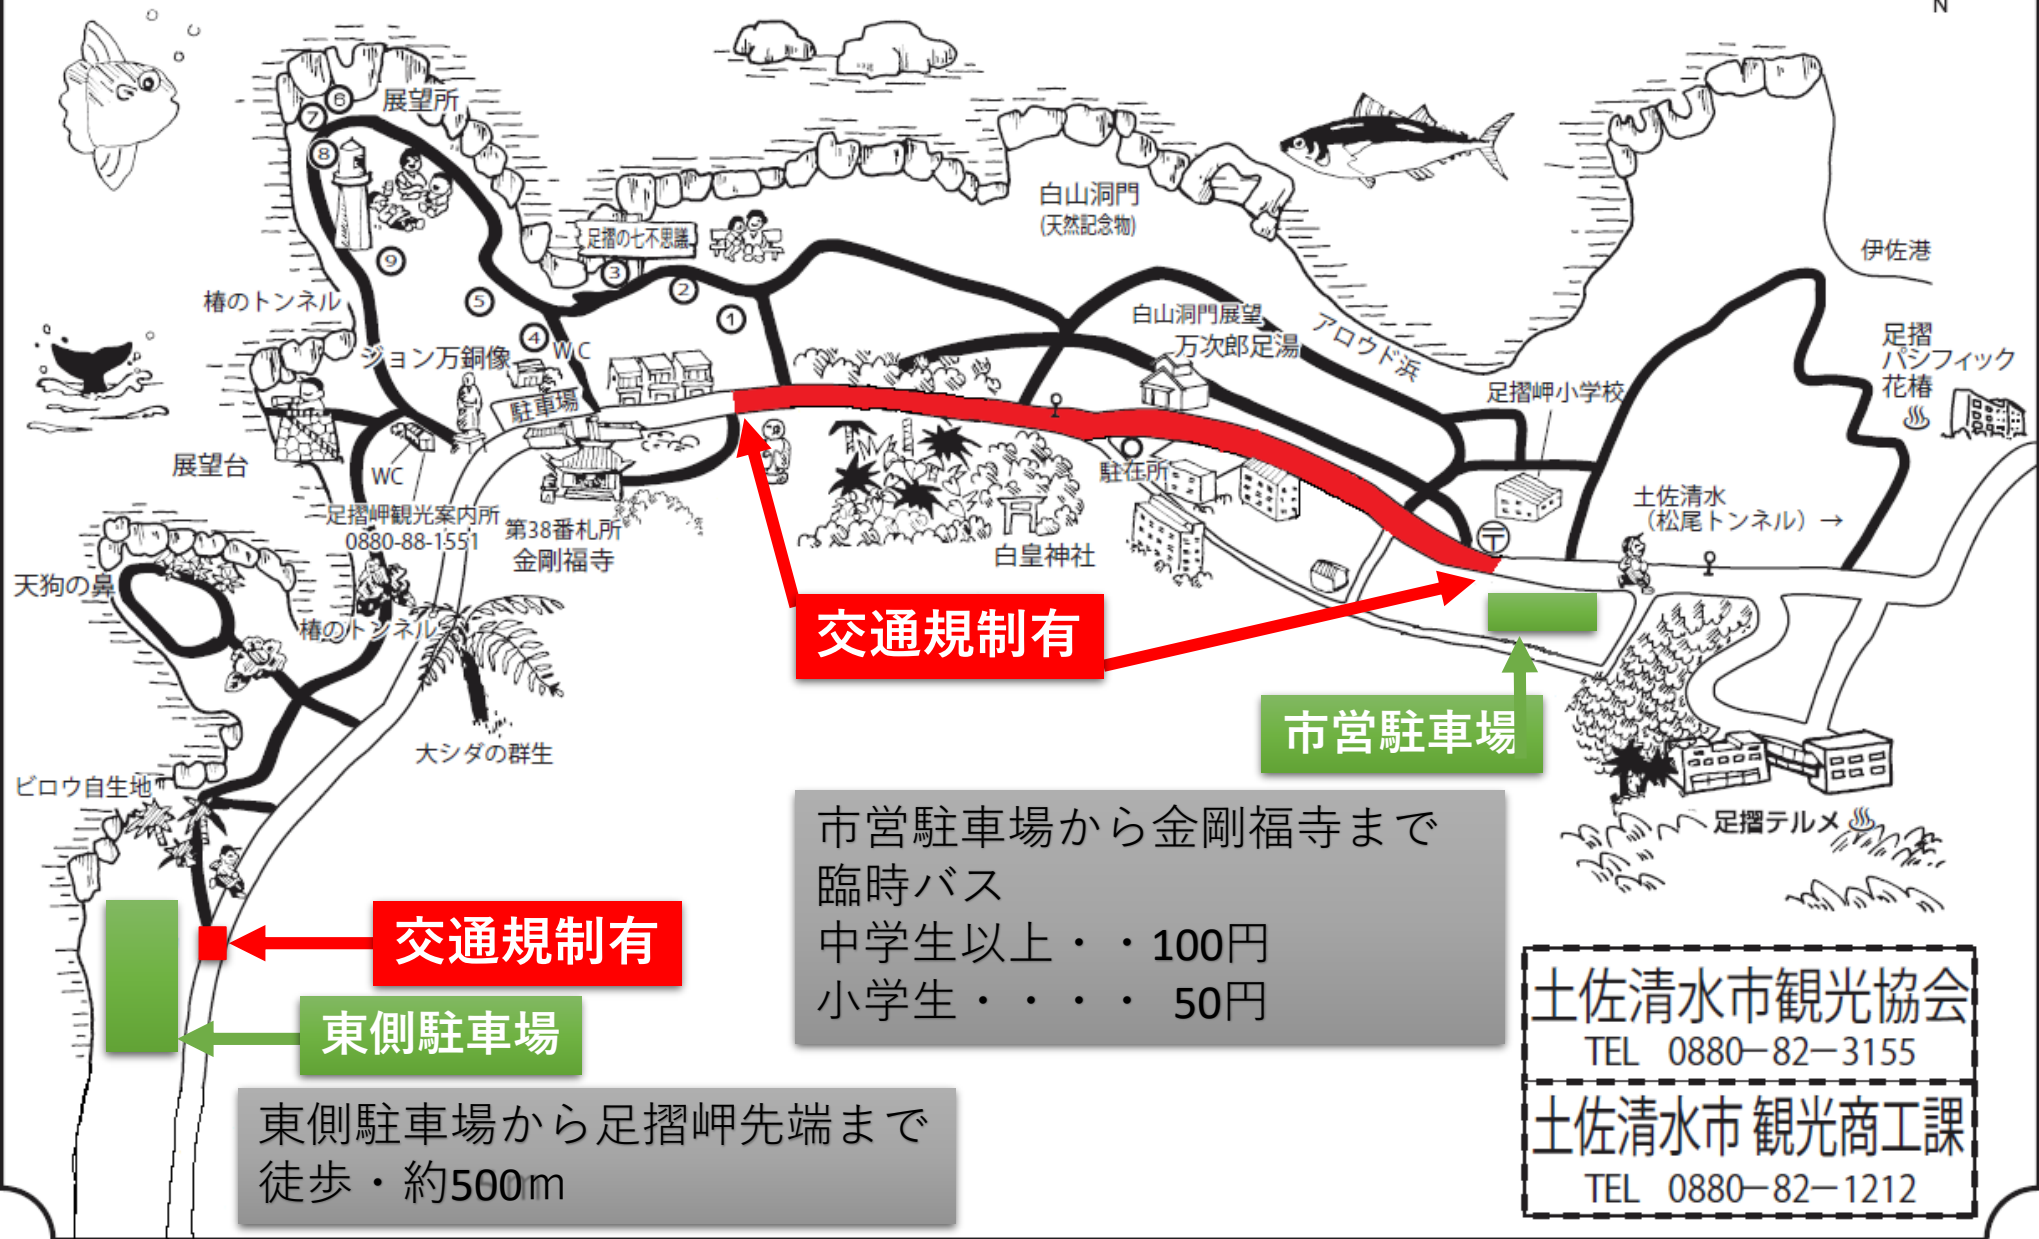 N
⑥
展望所
⑦
⑧
白山洞門
(天然記念物)
足摺の七不思議
伊佐港
⑨
③
②
①
椿のトンネル
⑤
④
WC
ジョン万銅像
白山洞門展望
万次郎足湯
アロウド浜
足摺
パシフィック
花椿
足摺岬小学校
駐車場
展望台
WC
駐在所
土佐清水
(松尾トンネル)→
〒
足摺岬観光案内所
0880-88-1551
第38番札所
金剛福寺
白皇神社
天狗の鼻
椿のトンネル
交通規制有
市営駐車場
大シダの群生
ビロウ自生地
足摺テルメ
市営駐車場から金剛福寺まで
臨時バス
中学生以上・・100円
小学生・・・・ 50円
交通規制有
東側駐車場
東側駐車場から足摺岬先端まで
徒歩・約500m
土佐清水市観光協会
TEL 0880-82-3155
土佐清水市 観光商工課
TEL 0880-82-1212